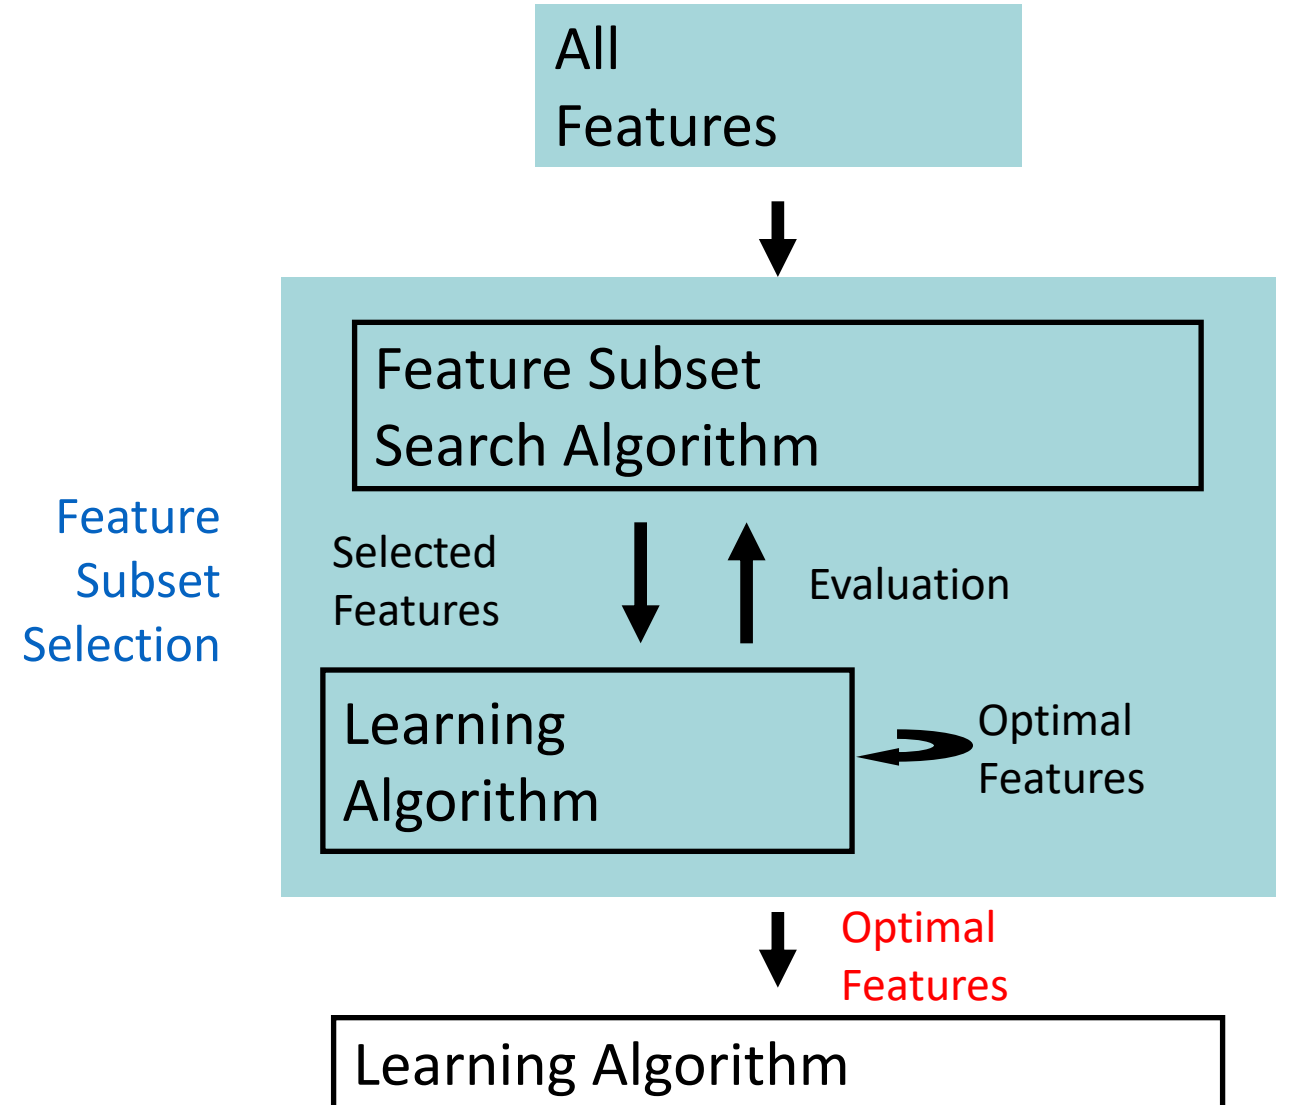 All
Features
Feature Subset
Search Algorithm
Feature
Subset
Selection
Selected
Features
Evaluation
Learning
Algorithm
Optimal
Features
Optimal
Features
Learning Algorithm